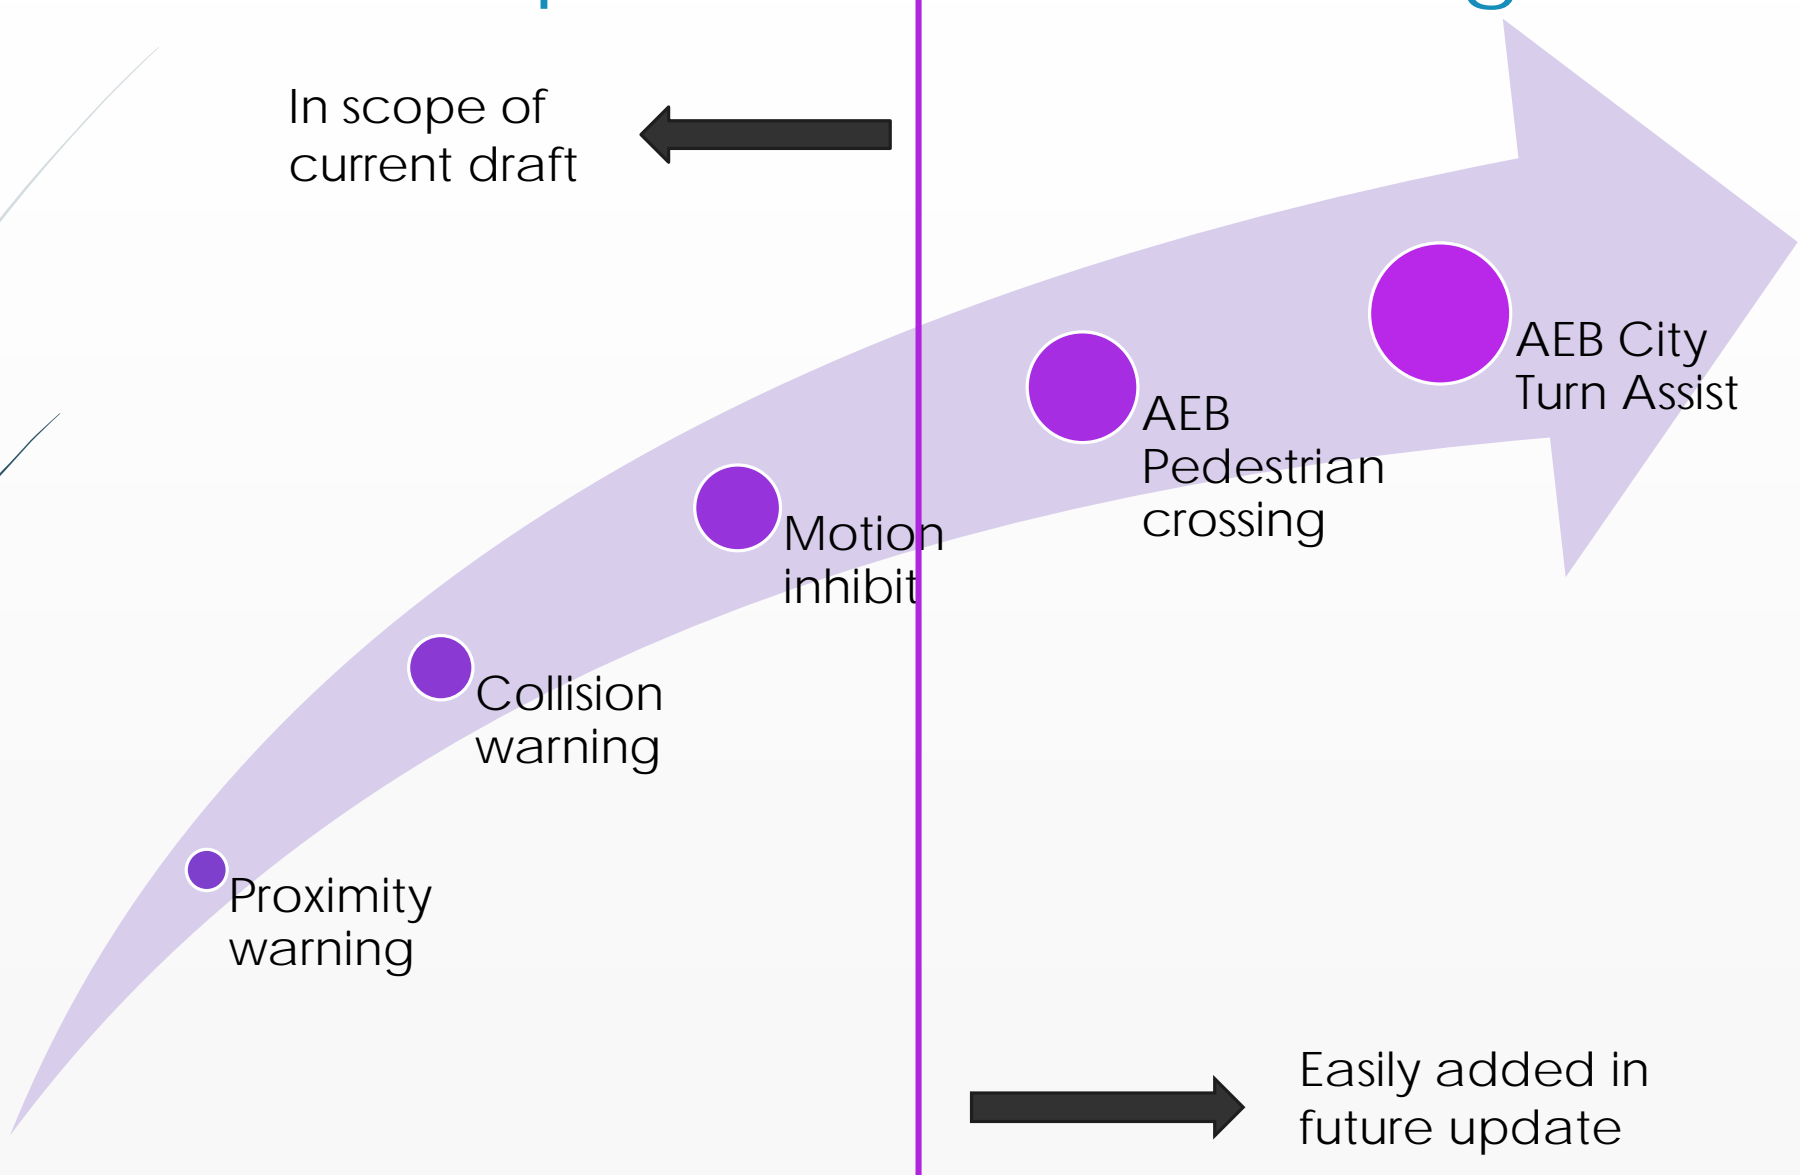 In scope of
current draft
AEB City
Turn Assist
AEB
Pedestrian
crossing
Motion
inhibit
Collision
warning
Proximity
warning
Easily added in
future update